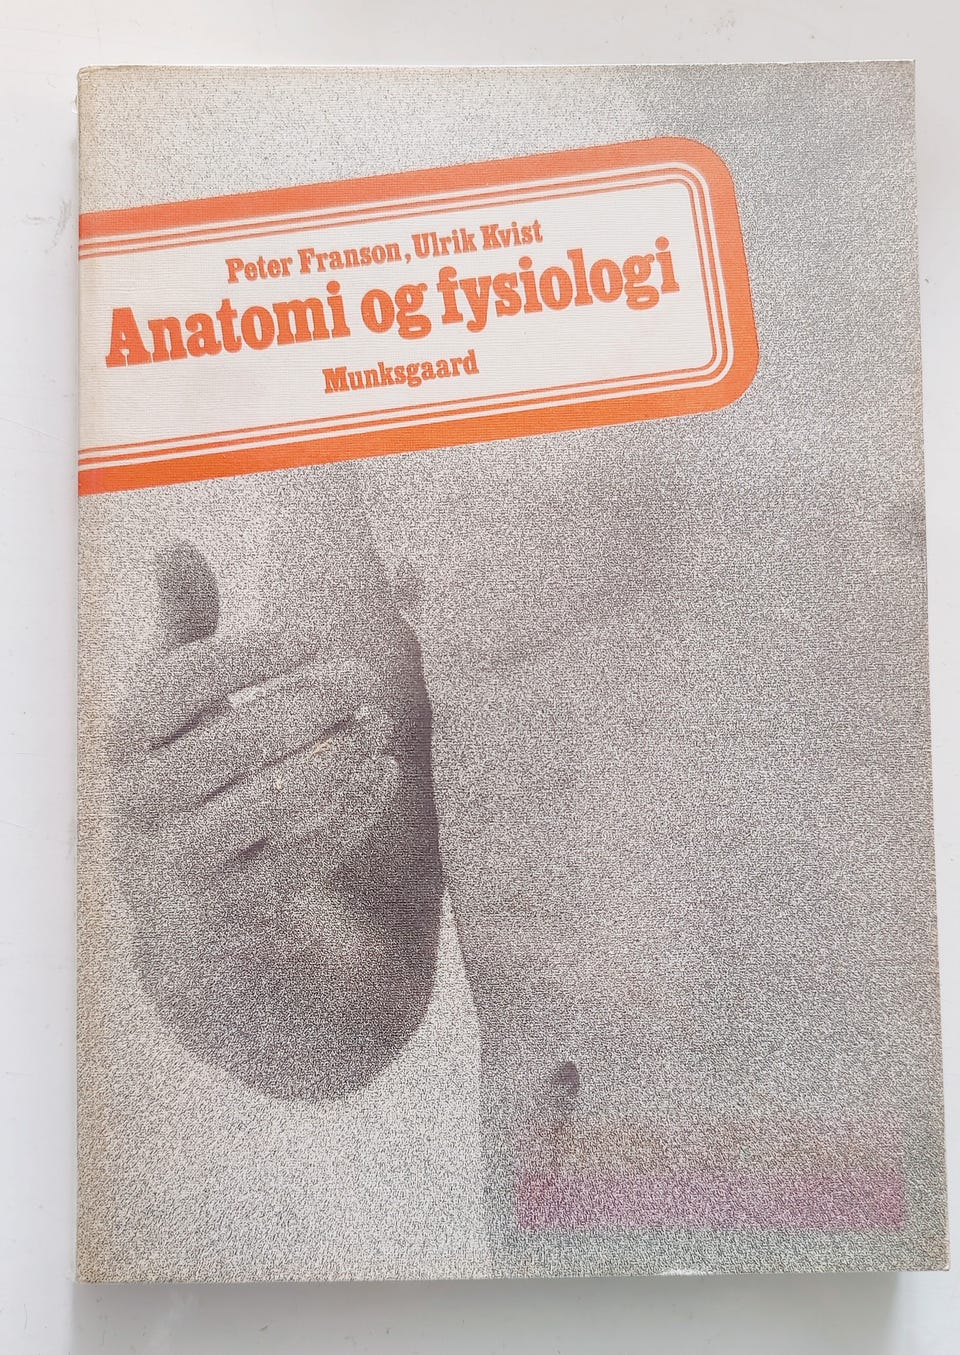 Peter Franson, Ulrik Kvist
Anatomi og fysiologi
Munksgaard